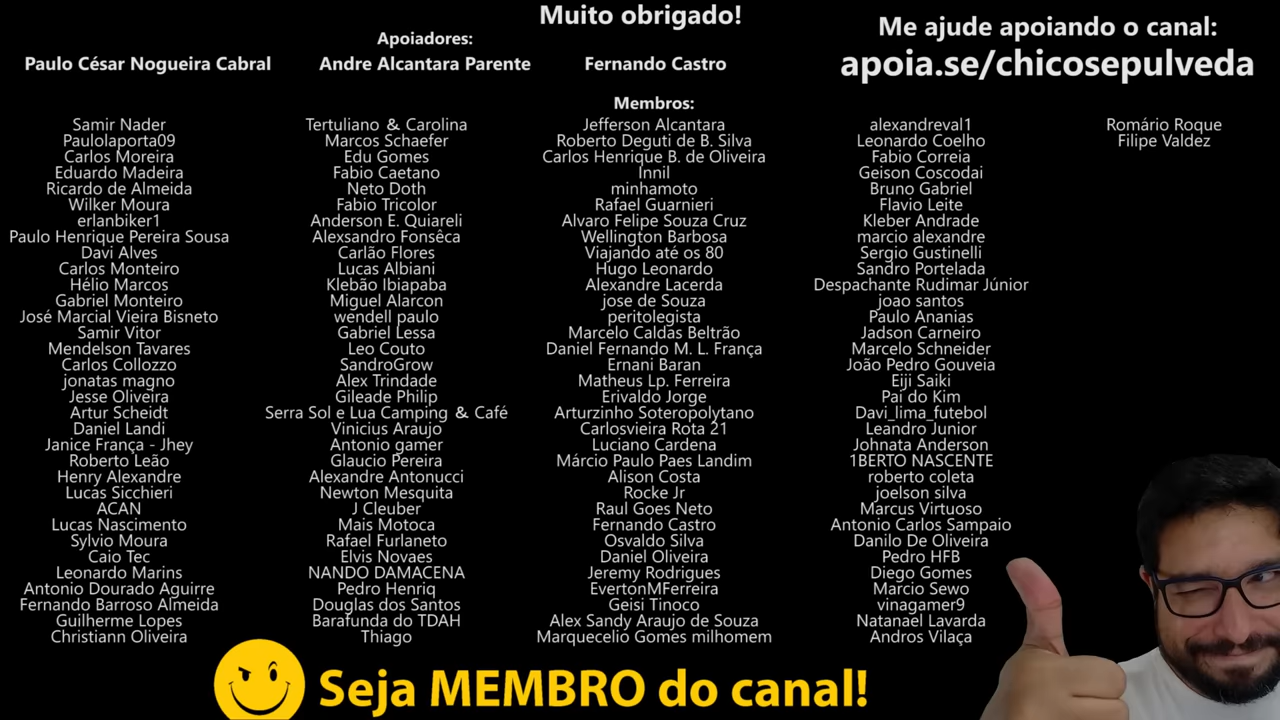 Muito obrigado!
Me ajude apoiando o canal:
apoia.se/chicosepulveda
Apoiadores:
Paulo César Nogueira Cabral
Andre Alcantara Parente
Fernando Castro
Membros:
Samir Nader
Paulolaporta09
Carlos Moreira
Eduardo Madeira
Ricardo de Almeida
Wilker Moura
erlanbiker1
Paulo Henrique Pereira Sousa
Davi Alves
Carlos Monteiro
Hélio Marcos
Gabriel Monteiro
José Marcial Vieira Bisneto
Samir Vitor
Mendelson Tavares
Carlos Collozzo
jonatas magno
Jesse Oliveira
Artur Scheidt
Daniel Landi
Janice França - Jhey
Roberto Leão
Henry Alexandre
Lucas Sicchieri
ACAN
Lucas Nascimento
Sylvio Moura
Caio Tec
Leonardo Marins
Antonio Dourado Aguirre
Fernando Barroso Almeida
Guilherme Lopes
Christiann Oliveira
Tertuliano & Carolina
Marcos Schaefer
Edu Gomes
Fabio Caetano
Neto Doth
Fabio Tricolor
Anderson E. Quiareli
Alexsandro Fonsêca
Carlão Flores
Lucas Albiani
Klebão Ibiapaba
Miguel Alarcon
wendell paulo
Gabriel Lessa
Leo Couto
SandroGrow
Alex Trindade
Gileade Philip
Serra Sol e Lua Camping & Café
Vinicius Araujo
Antonio gamer
Glaucio Pereira
Alexandre Antonucci
Newton Mesquita
J Cleuber
Mais Motoca
Rafael Furlaneto
Elvis Novaes
NANDO DAMACENA
Pedro Henriq
Douglas dos Santos
Barafunda do TDAH
Thiago
Jefferson Alcantara
Roberto Deguti de B. Silva
Carlos Henrique B. de Oliveira
Innil
minhamoto
Rafael Guarnieri
Alvaro Felipe Souza Cruz
Wellington Barbosa
Viajando até os 80
Hugo Leonardo
Alexandre Lacerda
jose de Souza
peritolegista
Marcelo Caldas Beltrão
Daniel Fernando M. L. França
Ernani Baran
Matheus Lp. Ferreira
Erivaldo Jorge
Arturzinho Soteropolytano
Carlosvieira Rota 21
Luciano Cardena
Márcio Paulo Paes Landim
Alison Costa
Rocke Jr
Raul Goes Neto
Fernando Castro
Osvaldo Silva
Daniel Oliveira
Jeremy Rodrigues
EvertonMFerreira
Geisi Tinoco
Alex Sandy Araujo de Souza
Marquecelio Gomes milhomem
alexandreval1
Leonardo Coelho
Fabio Correia
Geison Coscodai
Bruno Gabriel
Flavio Leite
Kleber Andrade
marcio alexandre
Sergio Gustinelli
Sandro Portelada
Despachante Rudimar Júnior
joao santos
Paulo Ananias
Jadson Carneiro
Marcelo Schneider
João Pedro Gouveia
Eiji Saiki
Pai do Kim
Davi_lima_futebol
Leandro Junior
Johnata Anderson
1BERTO NASCENTE
roberto coleta
joelson silva
Marcus Virtuoso
Antonio Carlos Sampaio
Danilo De Oliveira
Pedro HFB
Diego Gomes
Marcio Sewo
vinagamer9
Natanael Lavarda
Andros Vilaça
Romário Roque
Filipe Valdez
Seja MEMBRO do canal!